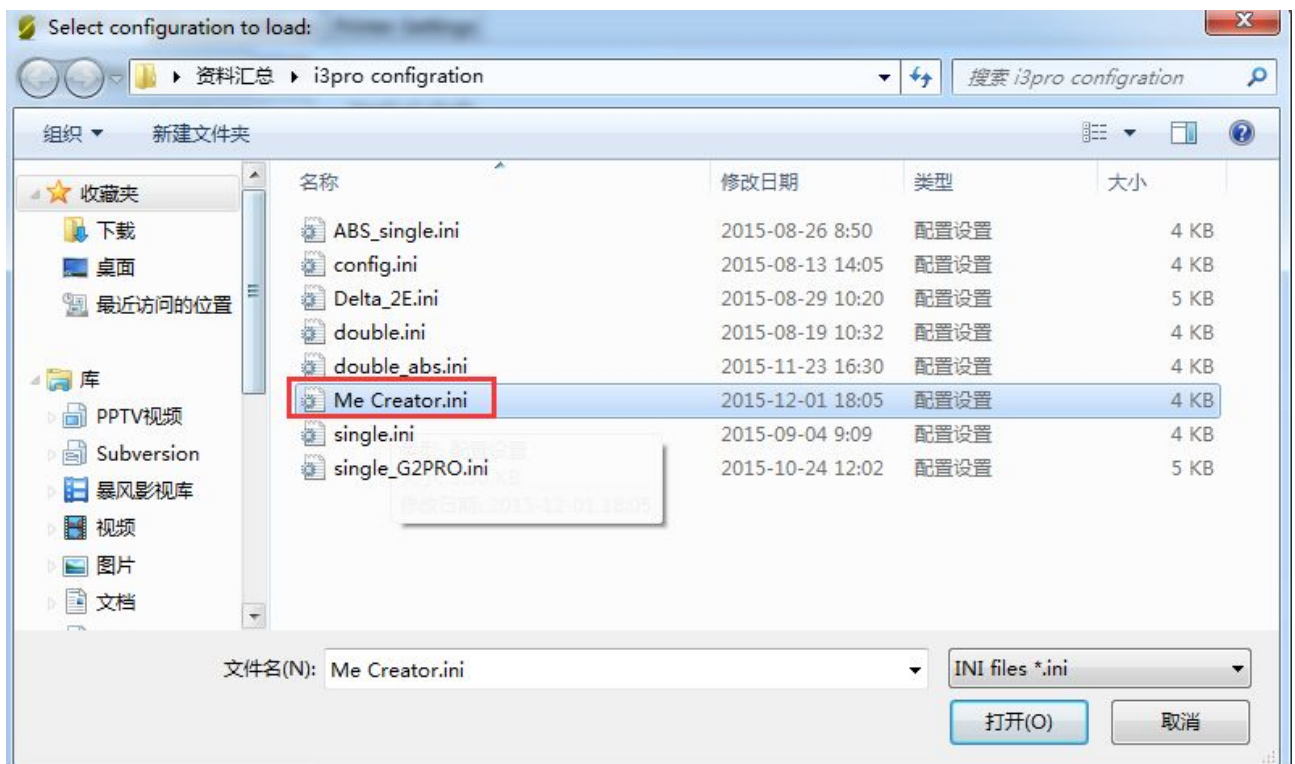 Select configuration to load:
资料汇总 i3pro configration
搜索 i3pro configration
组织 新建文件夹
名称 修改日期 类型 大小
收藏夹
下载
桌面
最近访问的位置
库
PPTV视频
Subversion
暴风影视库
视频
图片
文档
ABS_single.ini 2015-08-26 8:50 配置设置 4 KB
config.ini 2015-08-13 14:05 配置设置 4 KB
Delta_2E.ini 2015-08-29 10:20 配置设置 5 KB
double.ini 2015-08-19 10:32 配置设置 4 KB
double_abs.ini 2015-11-23 16:30 配置设置 4 KB
Me Creator.ini 2015-12-01 18:05 配置设置 4 KB
single.ini 2015-09-04 9:09 配置设置 4 KB
single_G2PRO.ini 2015-10-24 12:02 配置设置 5 KB
修改日期: 2015-12-01 18:05
文件名(N): Me Creator.ini INI files *.ini
打开(O) 取消